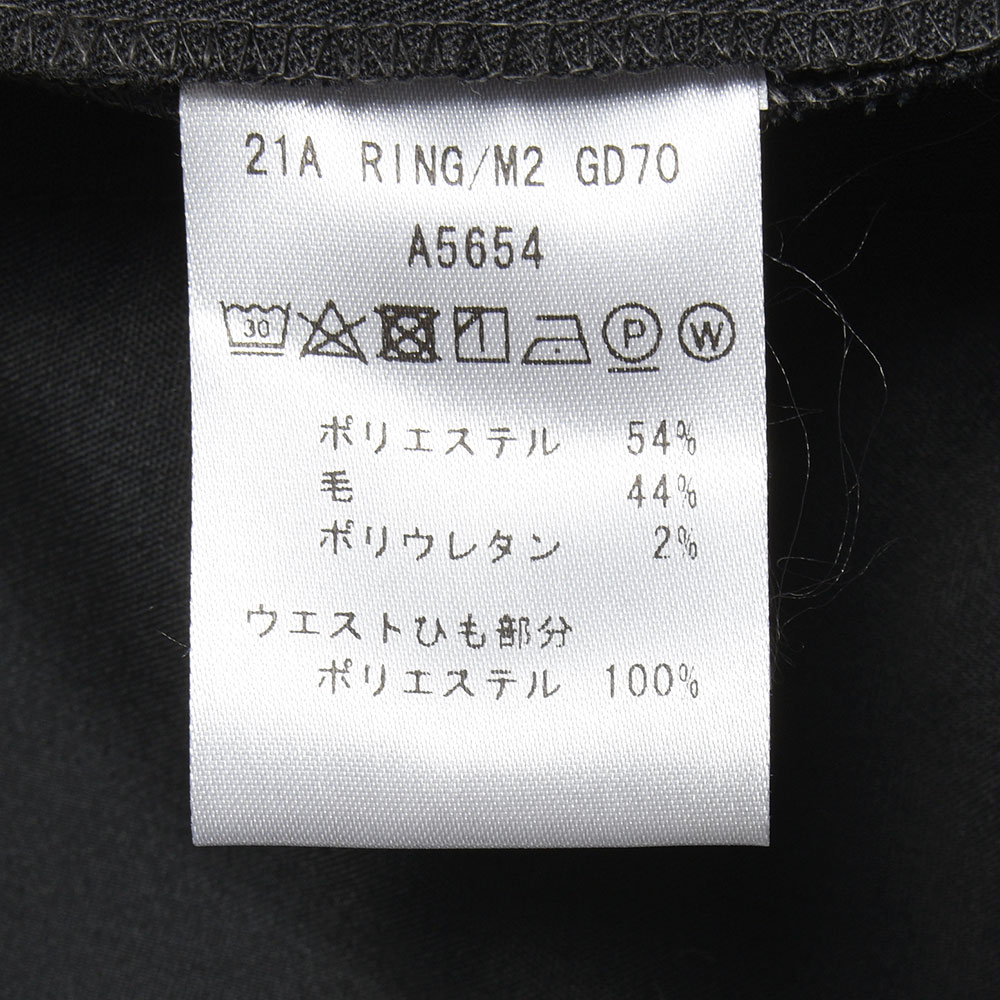 21A RING/M2 GD70
A5654
30 P W
ポリエステル 54%
毛 44%
ポリウレタン 2%
ウエストひも部分
ポリエステル 100%